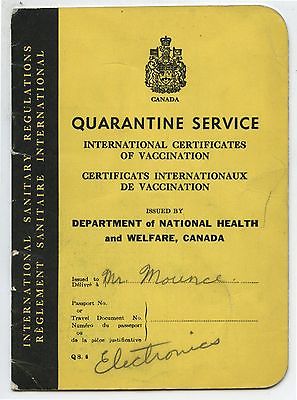 INTERNATIONAL SANITARY REGULATIONS
RÈGLEMENT SANITAIRE INTERNATIONAL
CANADA
QUARANTINE SERVICE
INTERNATIONAL CERTIFICATES
OF VACCINATION
CERTIFICATS INTERNATIONAUX
DE VACCINATION
ISSUED BY
DEPARTMENT of NATIONAL HEALTH
and WELFARE, CANADA
Issued to
Délivré à
Mr. Mounce.
Passport No.
or
Travel Document No.
Numéro du passeport
ou
de la pièce justificative
Electronics
QS. 4